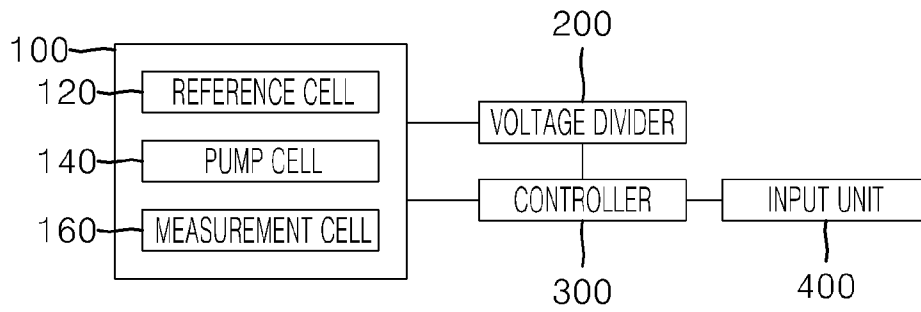 200
100
120 REFERENCE CELL
VOLTAGE DIVIDER
140 PUMP CELL
CONTROLLER INPUT UNIT
160 MEASUREMENT CELL
300 400